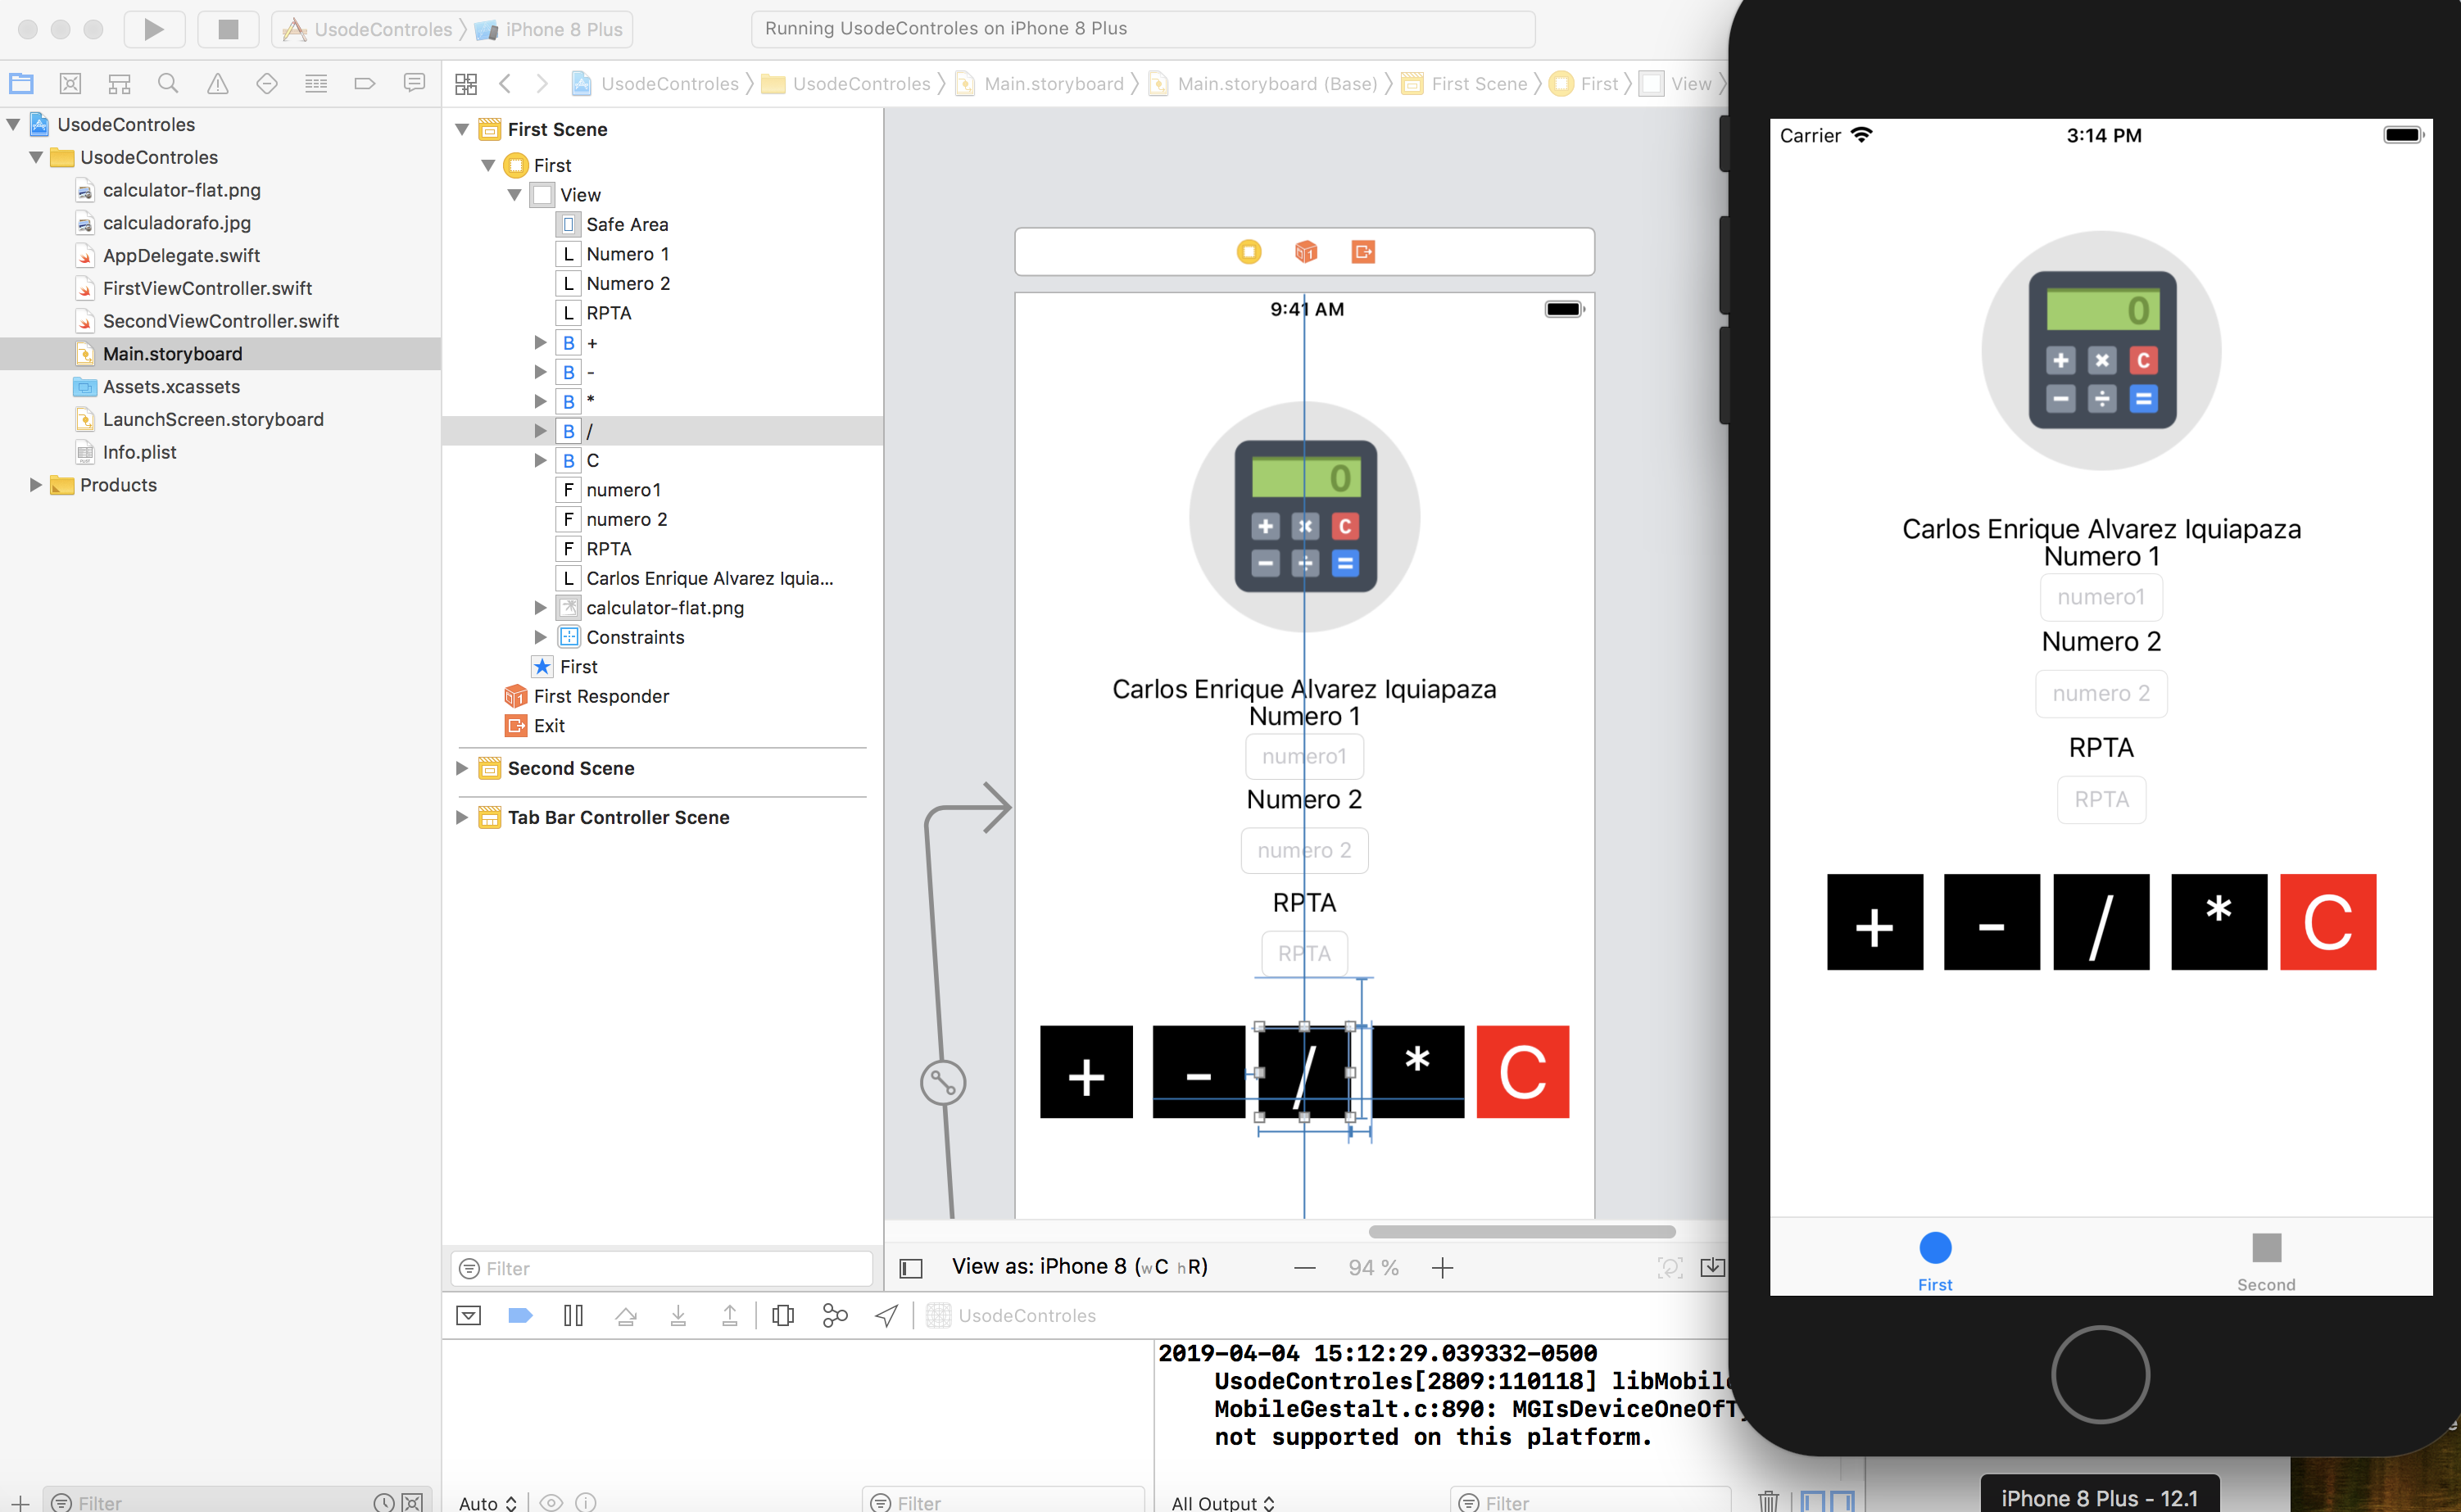 UsodeControles
iPhone 8 Plus
Running UsodeControles on iPhone 8 Plus
UsodeControles
UsodeControles
Main.storyboard
Main.storyboard (Base)
First Scene
First
View
UsodeControles
UsodeControles
calculator-flat.png
calculadorafo.jpg
AppDelegate.swift
FirstViewController.swift
SecondViewController.swift
Main.storyboard
Assets.xcassets
LaunchScreen.storyboard
Info.plist
Products
Filter
First Scene
First
View
Safe Area
L Numero 1
L Numero 2
L RPTA
B +
B -
B *
B /
B C
F numero1
F numero 2
F RPTA
L Carlos Enrique Alvarez Iquia...
calculator-flat.png
Constraints
First
First Responder
Exit
Second Scene
Tab Bar Controller Scene
Filter
9:41 AM
0
+ × C
− ÷ =
Carlos Enrique Alvarez Iquiapaza
Numero 1
numero1
Numero 2
numero 2
RPTA
RPTA
+ - / * C
View as: iPhone 8 (wC hR)
94 %
UsodeControles
2019-04-04 15:12:29.039332-0500
UsodeControles[2809:110118] libMobil
MobileGestalt.c:890: MGIsDeviceOneOfT
not supported on this platform.
Auto
Filter
All Output
Filter
Carrier
3:14 PM
0
+ × C
− ÷ =
Carlos Enrique Alvarez Iquiapaza
Numero 1
numero1
Numero 2
numero 2
RPTA
RPTA
+ - / * C
First
Second
iPhone 8 Plus - 12.1